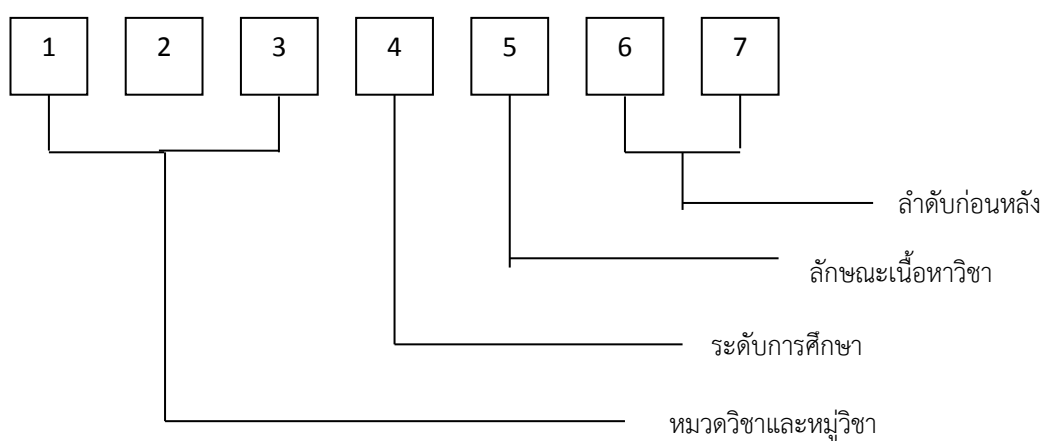 1 2 3 4 5 6 7
ลำดับก่อนหลัง
ลักษณะเนื้อหาวิชา
ระดับการศึกษา
หมวดวิชาและหมู่วิชา